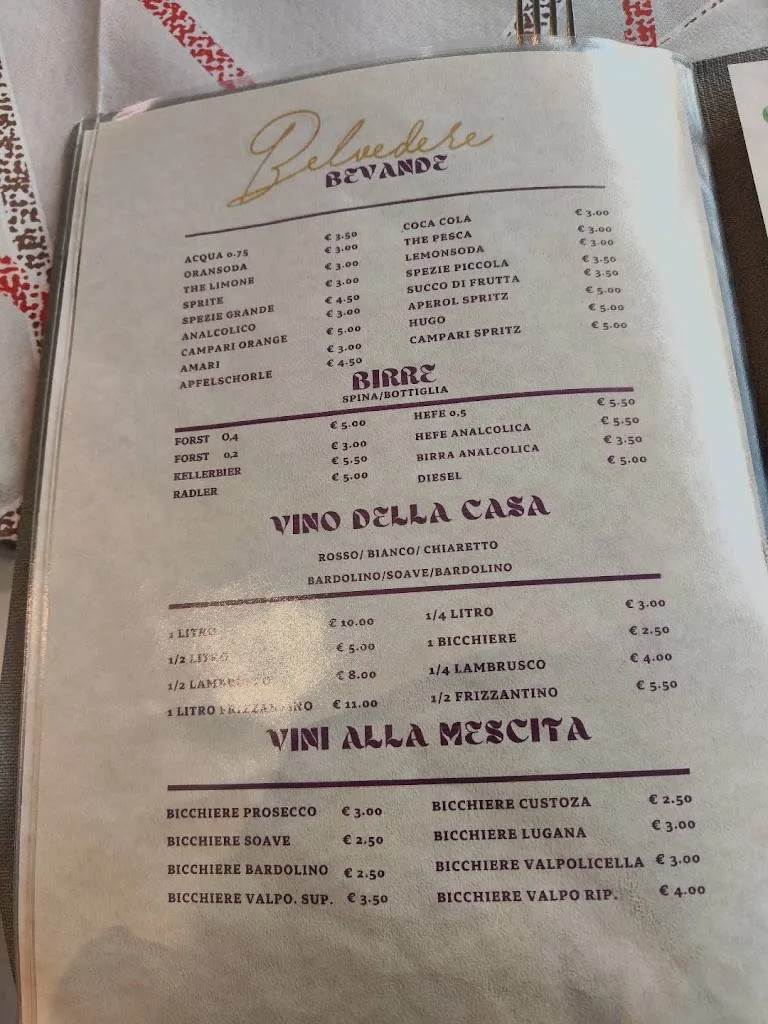 Belvedere
BEVANDE
ACQUA 0.75 € 3.50
ORANSODA € 3.00
THE LIMONE € 3.00
SPRITE € 3.00
SPEZIE GRANDE € 4.50
ANALCOLICO € 3.00
CAMPARI ORANGE € 5.00
AMARI € 3.00
APFELSCHORLE € 4.50
COCA COLA € 3.00
THE PESCA € 3.00
LEMONSODA € 3.00
SPEZIE PICCOLA € 3.50
SUCCO DI FRUTTA € 3.50
APEROL SPRITZ € 5.00
HUGO € 5.00
CAMPARI SPRITZ € 5.00
BIRRE
SPINA/BOTTIGLIA
FORST 0,4 € 5.00
FORST 0,2 € 3.00
KELLERBIER € 5.50
RADLER € 5.00
HEFE 0,5 € 5.50
HEFE ANALCOLICA € 5.50
BIRRA ANALCOLICA € 3.50
DIESEL € 5.00
VINO DELLA CASA
ROSSO/ BIANCO/ CHIARETTO
BARDOLINO/SOAVE/BARDOLINO
1 LITRO € 10.00
1/2 LITRO € 5.00
1/2 LAMBRUSCO € 8.00
1 LITRO FRIZZANTINO € 11.00
1/4 LITRO € 3.00
1 BICCHIERE € 2.50
1/4 LAMBRUSCO € 4.00
1/2 FRIZZANTINO € 5.50
VINI ALLA MESCITA
BICCHIERE PROSECCO € 3.00
BICCHIERE SOAVE € 2.50
BICCHIERE BARDOLINO € 2.50
BICCHIERE VALPO. SUP. € 3.50
BICCHIERE CUSTOZA € 2.50
BICCHIERE LUGANA € 3.00
BICCHIERE VALPOLICELLA € 3.00
BICCHIERE VALPO RIP. € 4.00